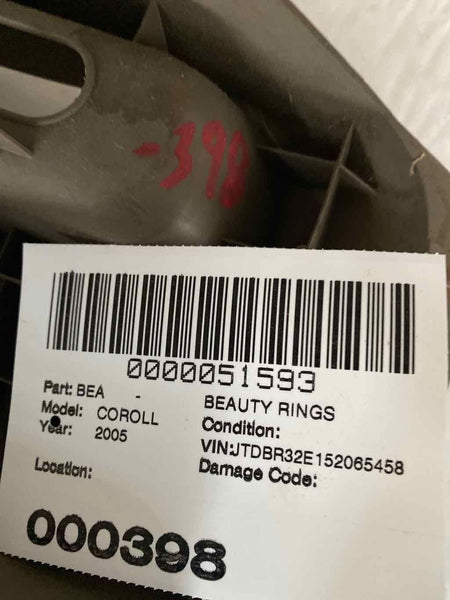 -398
0000051593
Part: BEA - BEAUTY RINGS
Model: COROLL Condition:
Year: 2005 VIN:JTDBR32E152065458
Location: Damage Code:
000398